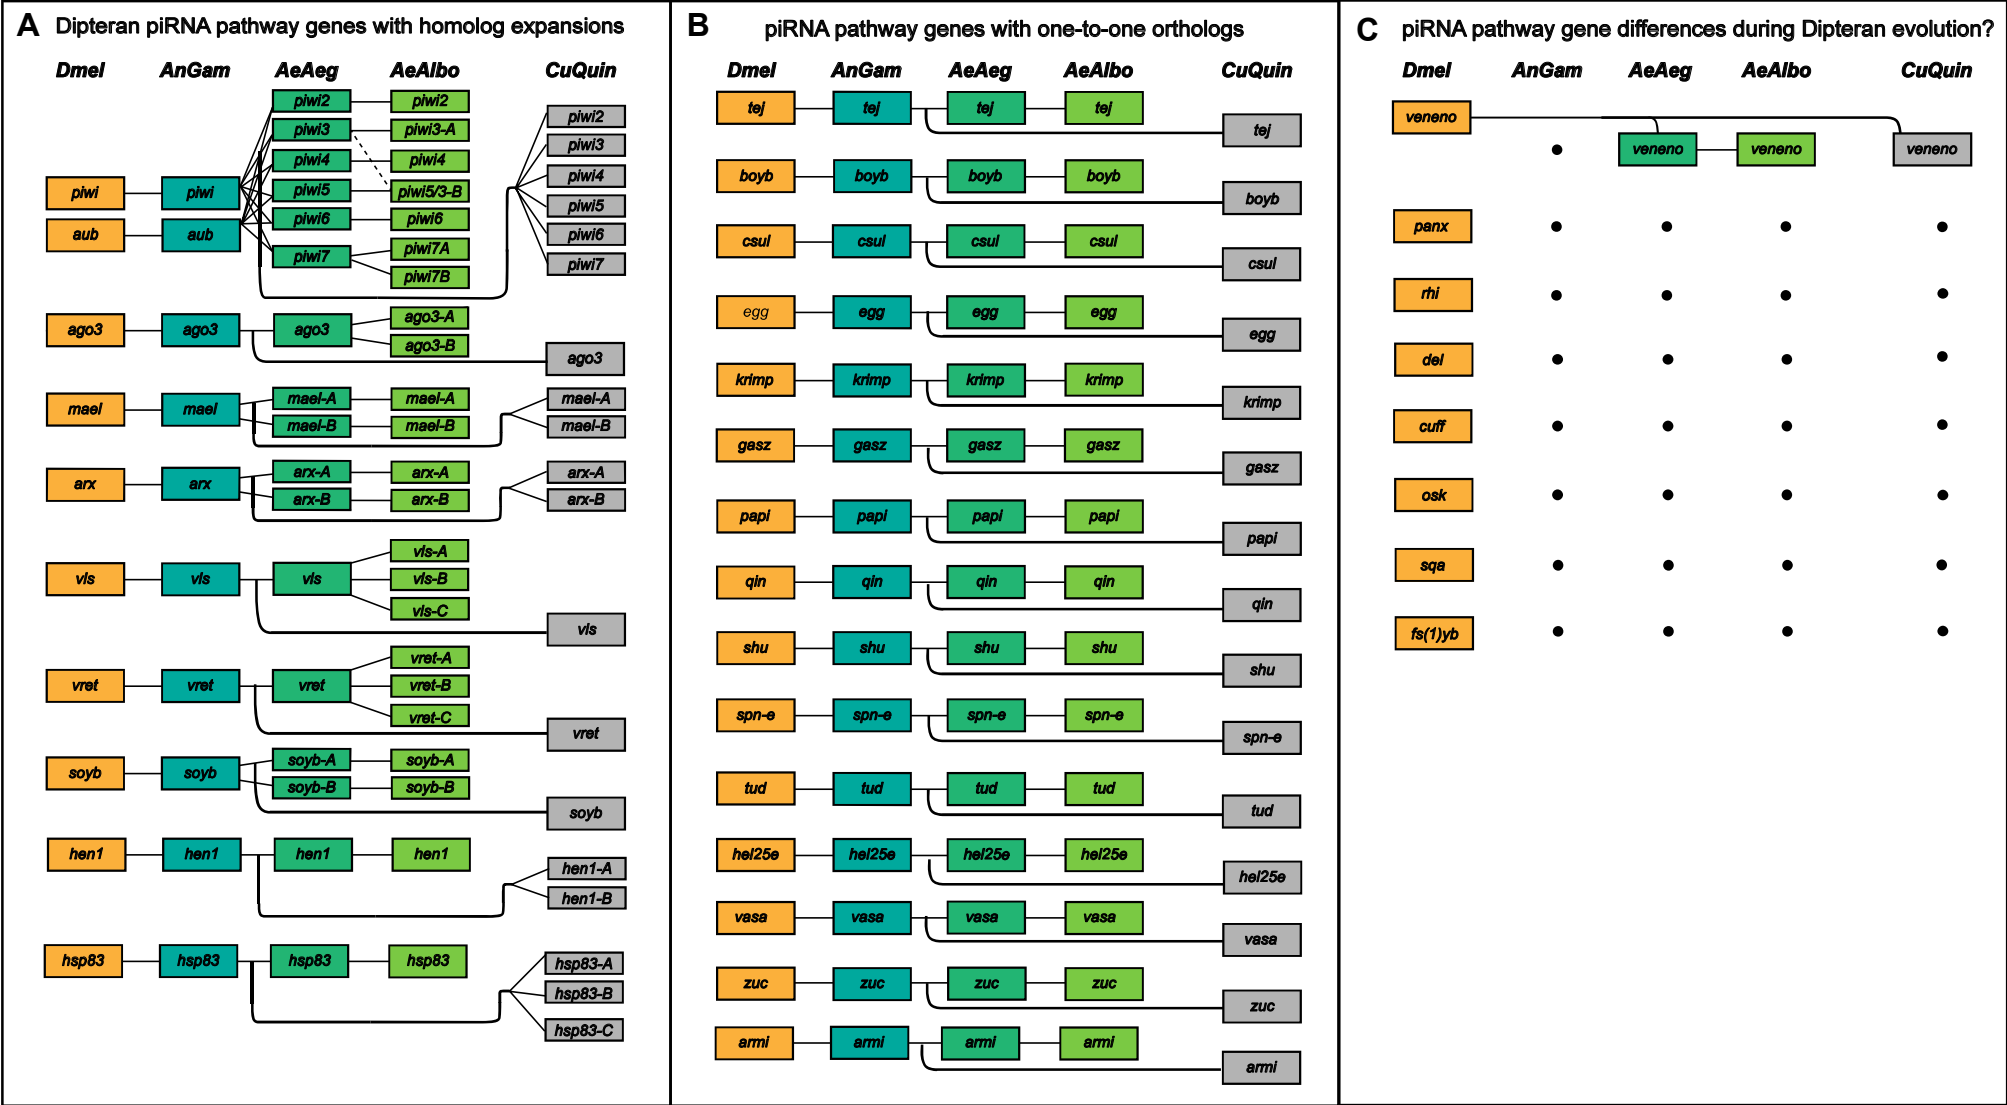 A Dipteran piRNA pathway genes with homolog expansions
Dmel AnGam AeAeg AeAlbo CuQuin
piwi2 piwi2
piwi2
piwi3 piwi3-A
piwi3
piwi4 piwi4
piwi4
piwi piwi piwi5 piwi5/3-B
piwi5
piwi6 piwi6
aub aub piwi6
piwi7 piwi7A
piwi7
piwi7B
ago3 ago3 ago3 ago3-A
ago3-B
ago3
mael mael mael-A mael-A mael-A
mael-B mael-B mael-B
arx arx arx-A arx-A arx-A
arx-B arx-B arx-B
vls-A
vls vls vls vls-B
vls-C
vls
vret-A
vret vret vret vret-B
vret-C
vret
soyb soyb soyb-A soyb-A
soyb-B soyb-B
soyb
hen1 hen1 hen1 hen1
hen1-A
hen1-B
hsp83 hsp83 hsp83 hsp83
hsp83-A
hsp83-B
hsp83-C
B piRNA pathway genes with one-to-one orthologs
Dmel AnGam AeAeg AeAlbo CuQuin
tej tej tej tej
tej
boyb boyb boyb boyb
boyb
csul csul csul csul
csul
egg egg egg egg
egg
krimp krimp krimp krimp
krimp
gasz gasz gasz gasz
gasz
papi papi papi papi
papi
qin qin qin qin
qin
shu shu shu shu
shu
spn-e spn-e spn-e spn-e
spn-e
tud tud tud tud
tud
hel25e hel25e hel25e hel25e
hel25e
vasa vasa vasa vasa
vasa
zuc zuc zuc zuc
zuc
armi armi armi armi
armi
C piRNA pathway gene differences during Dipteran evolution?
Dmel AnGam AeAeg AeAlbo CuQuin
veneno
veneno veneno veneno
panx
rhi
del
cuff
osk
sqa
fs(1)yb